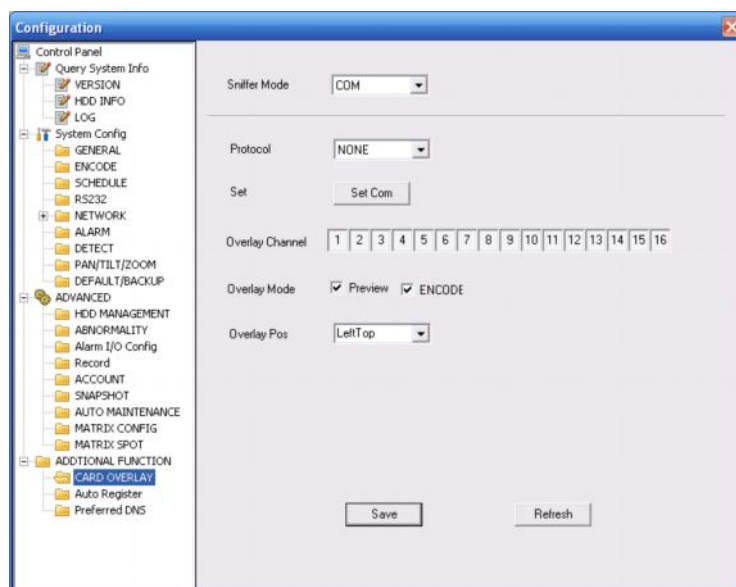 Configuration
Control Panel
Query System Info
VERSION
HDD INFO
LOG
System Config
GENERAL
ENCODE
SCHEDULE
RS232
NETWORK
ALARM
DETECT
PAN/TILT/ZOOM
DEFAULT/BACKUP
ADVANCED
HDD MANAGEMENT
ABNORMALITY
Alarm I/O Config
Record
ACCOUNT
SNAPSHOT
AUTO MAINTENANCE
MATRIX CONFIG
MATRIX SPOT
ADDTIONAL FUNCTION
CARD OVERLAY
Auto Register
Preferred DNS
Sniffer Mode COM
Protocol NONE
Set Set Com
Overlay Channel 1 2 3 4 5 6 7 8 9 10 11 12 13 14 15 16
Overlay Mode Preview ENCODE
Overlay Pos LeftTop
Save Refresh